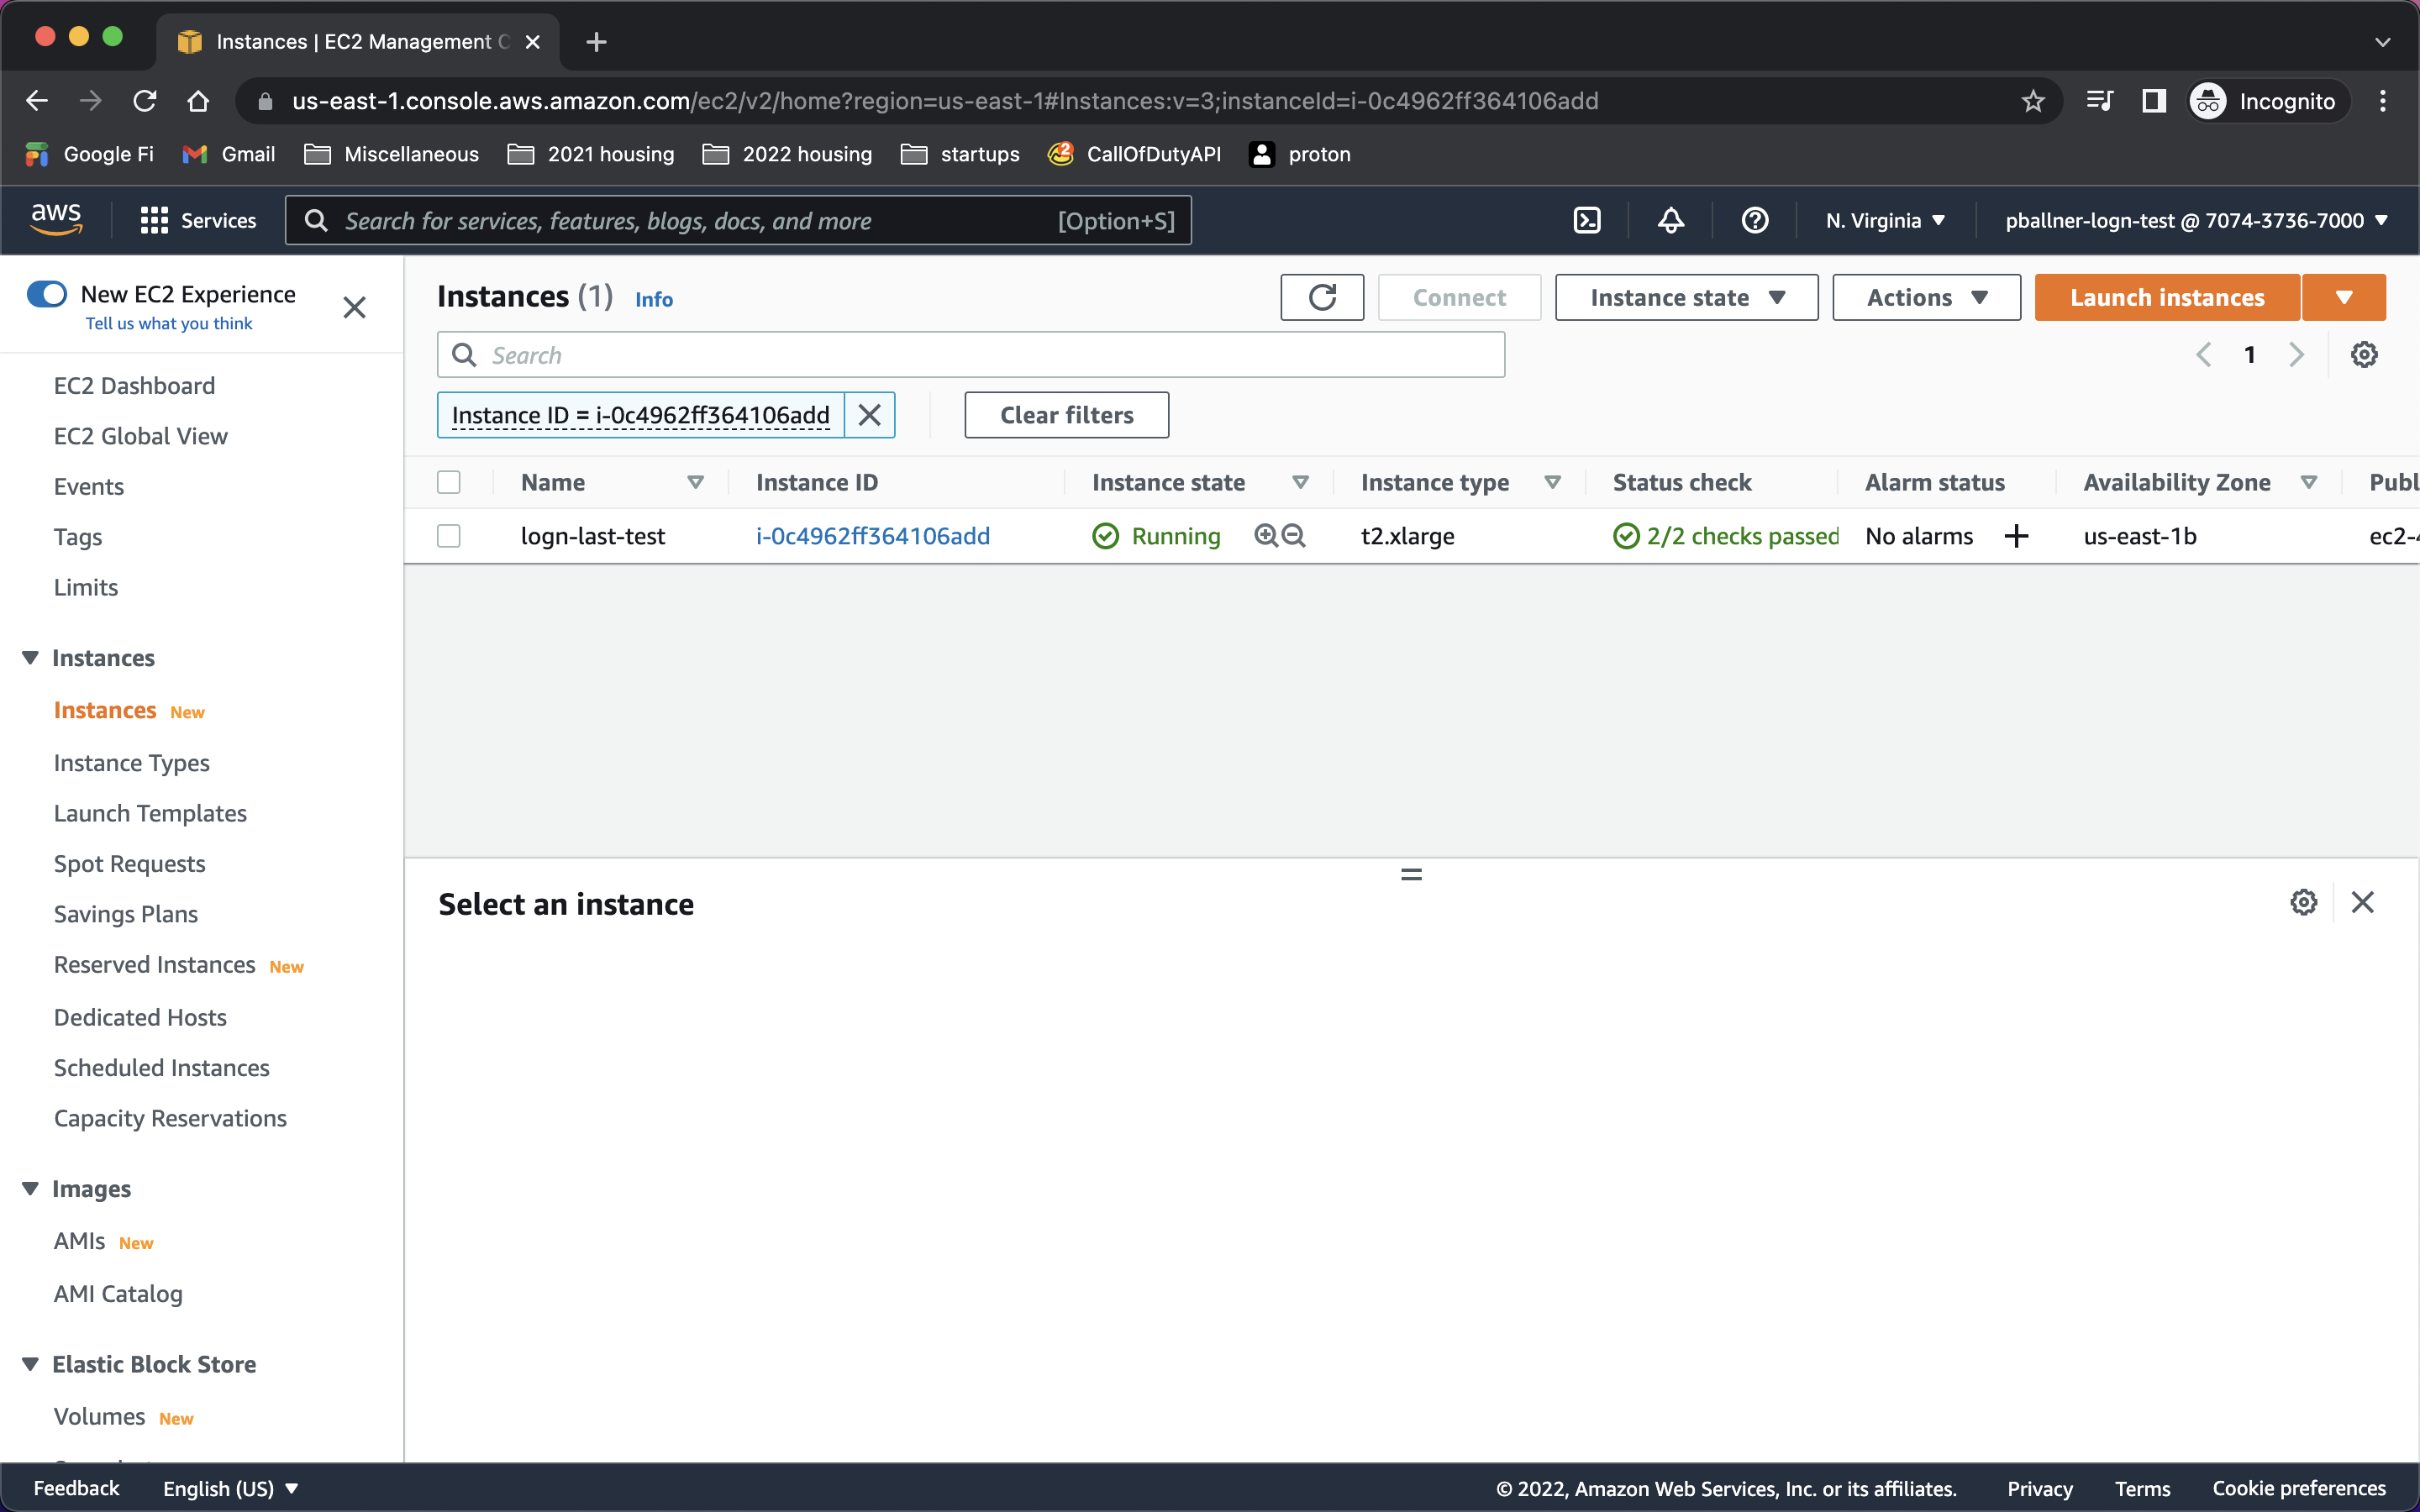 Instances | EC2 Management C
us-east-1.console.aws.amazon.com/ec2/v2/home?region=us-east-1#Instances:v=3;instanceId=i-0c4962ff364106add
Incognito
Google Fi
Gmail
Miscellaneous
2021 housing
2022 housing
startups
2
CallOfDutyAPI
proton
aws
Services
Search for services, features, blogs, docs, and more
[Option+S]
N. Virginia
pballner-logn-test @ 7074-3736-7000
New EC2 Experience
Tell us what you think
EC2 Dashboard
EC2 Global View
Events
Tags
Limits
Instances
Instances New
Instance Types
Launch Templates
Spot Requests
Savings Plans
Reserved Instances New
Dedicated Hosts
Scheduled Instances
Capacity Reservations
Images
AMIs New
AMI Catalog
Elastic Block Store
Volumes New
Instances (1) Info
Connect
Instance state
Actions
Launch instances
Search
1
Instance ID = i-0c4962ff364106add
Clear filters
Name Instance ID Instance state Instance type Status check Alarm status Availability Zone Publ
logn-last-test i-0c4962ff364106add Running t2.xlarge 2/2 checks passed No alarms us-east-1b ec2-
Select an instance
Feedback English (US) © 2022, Amazon Web Services, Inc. or its affiliates. Privacy Terms Cookie preferences